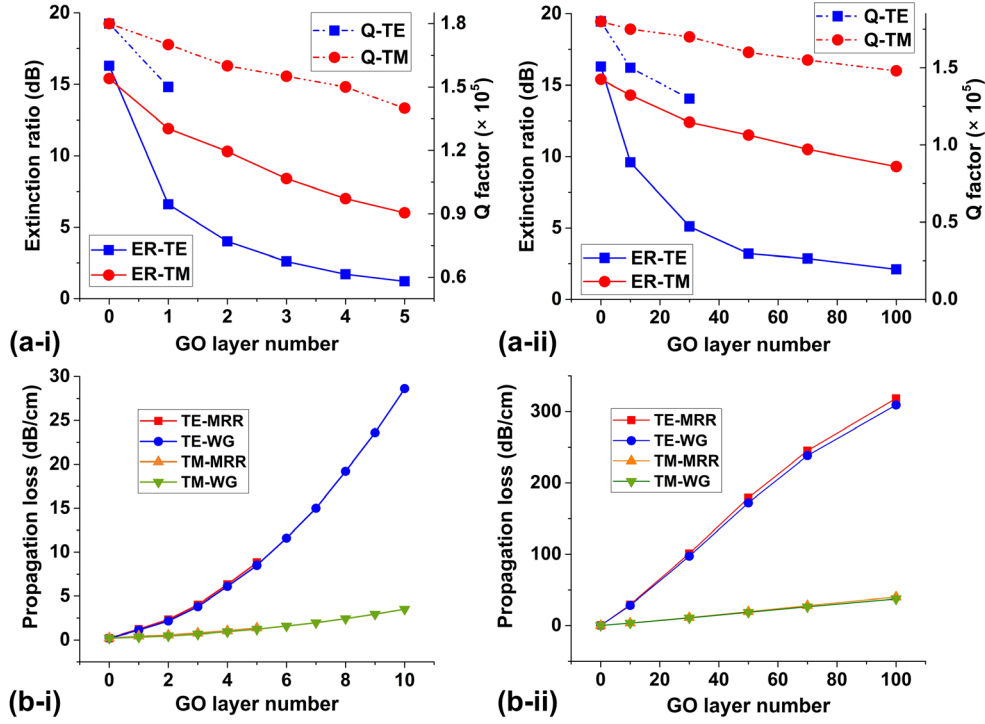 Extinction ratio (dB)
20
15
10
5
0
Q-TE
Q-TM
ER-TE
ER-TM
1.8
1.5
1.2
0.9
0.6
Q factor (× 10⁵)
0 1 2 3 4 5
GO layer number
(a-i)
Extinction ratio (dB)
20
15
10
5
0
Q-TE
Q-TM
ER-TE
ER-TM
1.5
1.0
0.5
0.0
Q factor (× 10⁵)
0 20 40 60 80 100
GO layer number
(a-ii)
Propagation loss (dB/cm)
30
25
20
15
10
5
0
TE-MRR
TE-WG
TM-MRR
TM-WG
0 2 4 6 8 10
GO layer number
(b-i)
Propagation loss (dB/cm)
300
200
100
0
TE-MRR
TE-WG
TM-MRR
TM-WG
0 20 40 60 80 100
GO layer number
(b-ii)